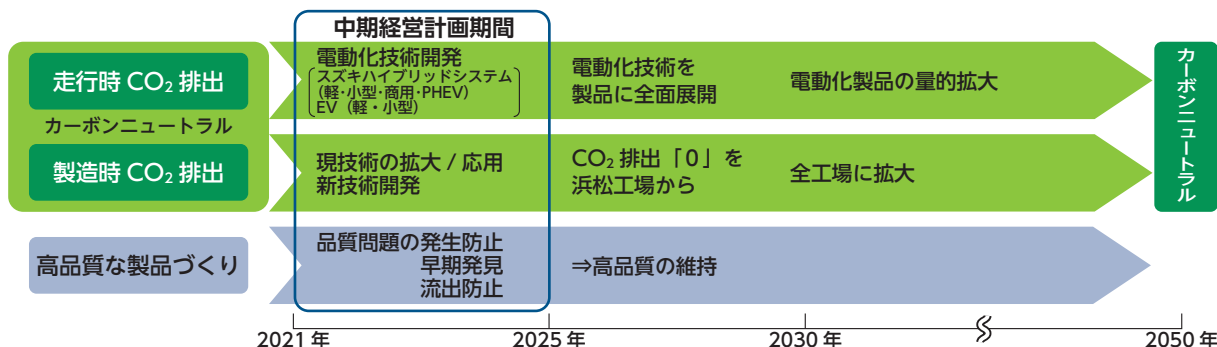 中期経営計画期間
走行時 CO₂ 排出
カーボンニュートラル
製造時 CO₂ 排出
電動化技術開発
スズキハイブリッドシステム
(軽・小型・商用・PHEV)
EV（軽・小型）
電動化技術を
製品に全面展開
電動化製品の量的拡大
現技術の拡大 / 応用
新技術開発
CO₂ 排出「0」を
浜松工場から
全工場に拡大
カーボンニュートラル
高品質な製品づくり
品質問題の発生防止
早期発見
流出防止
⇒高品質の維持
2021 年
2025 年
2030 年
2050 年